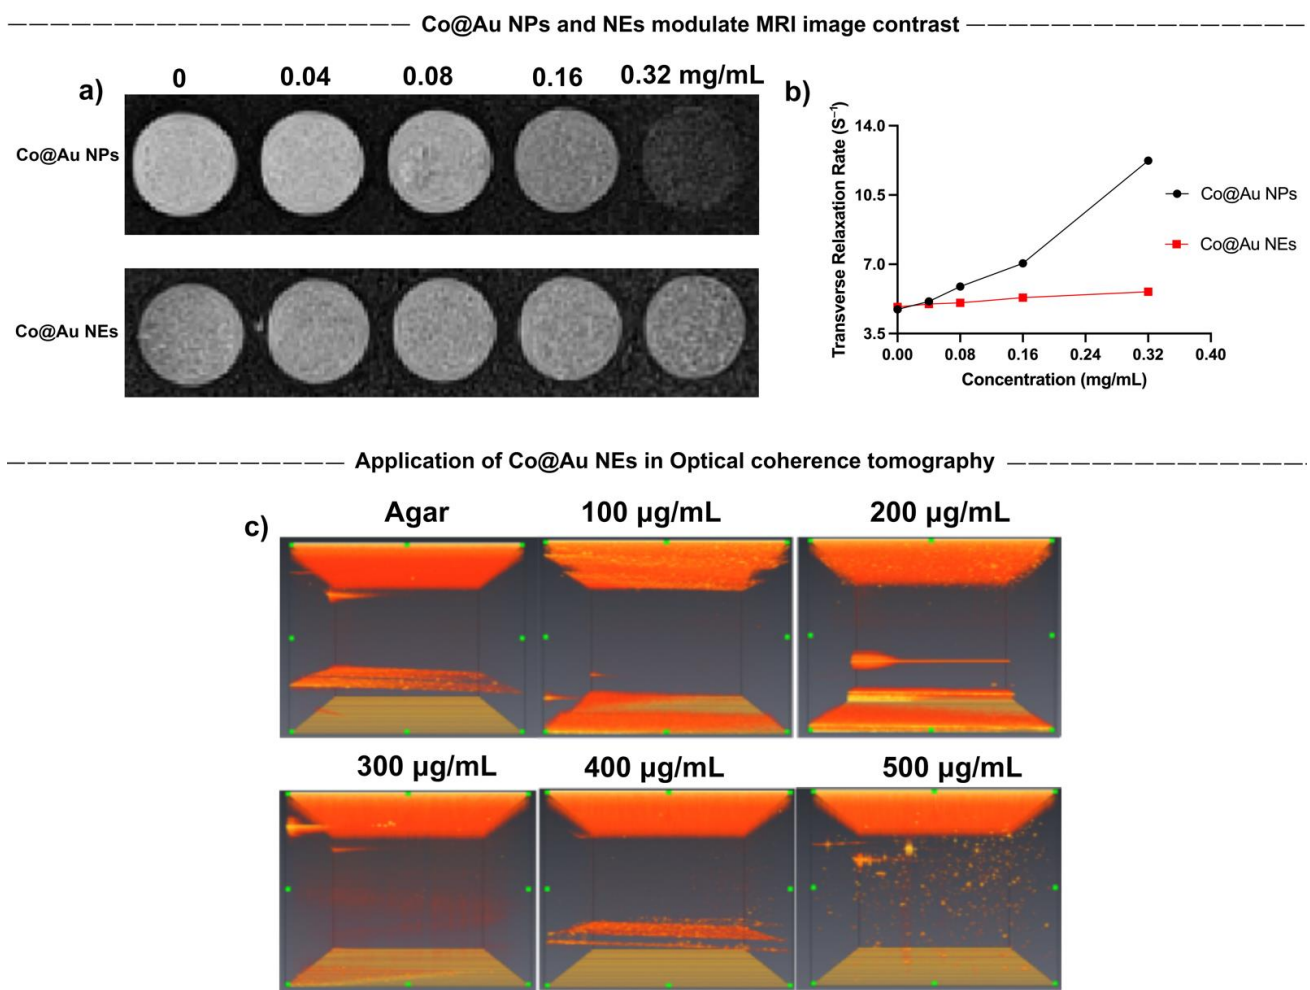 Co@Au NPs and NEs modulate MRI image contrast
a)
0 0.04 0.08 0.16 0.32 mg/mL
Co@Au NPs
Co@Au NEs
b)
Transverse Relaxation Rate (S⁻¹)
14.0
10.5
7.0
3.5
0.00 0.08 0.16 0.24 0.32 0.40
Concentration (mg/mL)
Co@Au NPs
Co@Au NEs
Application of Co@Au NEs in Optical coherence tomography
c)
Agar 100 µg/mL 200 µg/mL
300 µg/mL 400 µg/mL 500 µg/mL